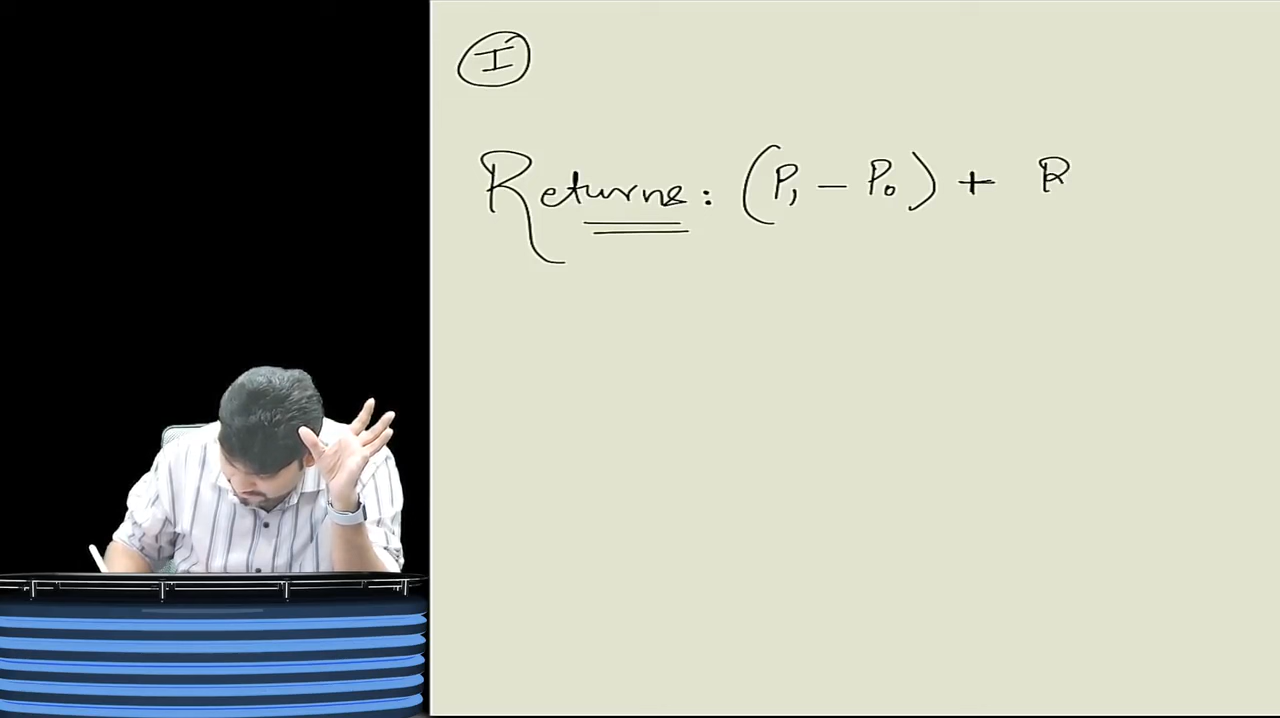 I
Returns: (P₁ - P₀) + R